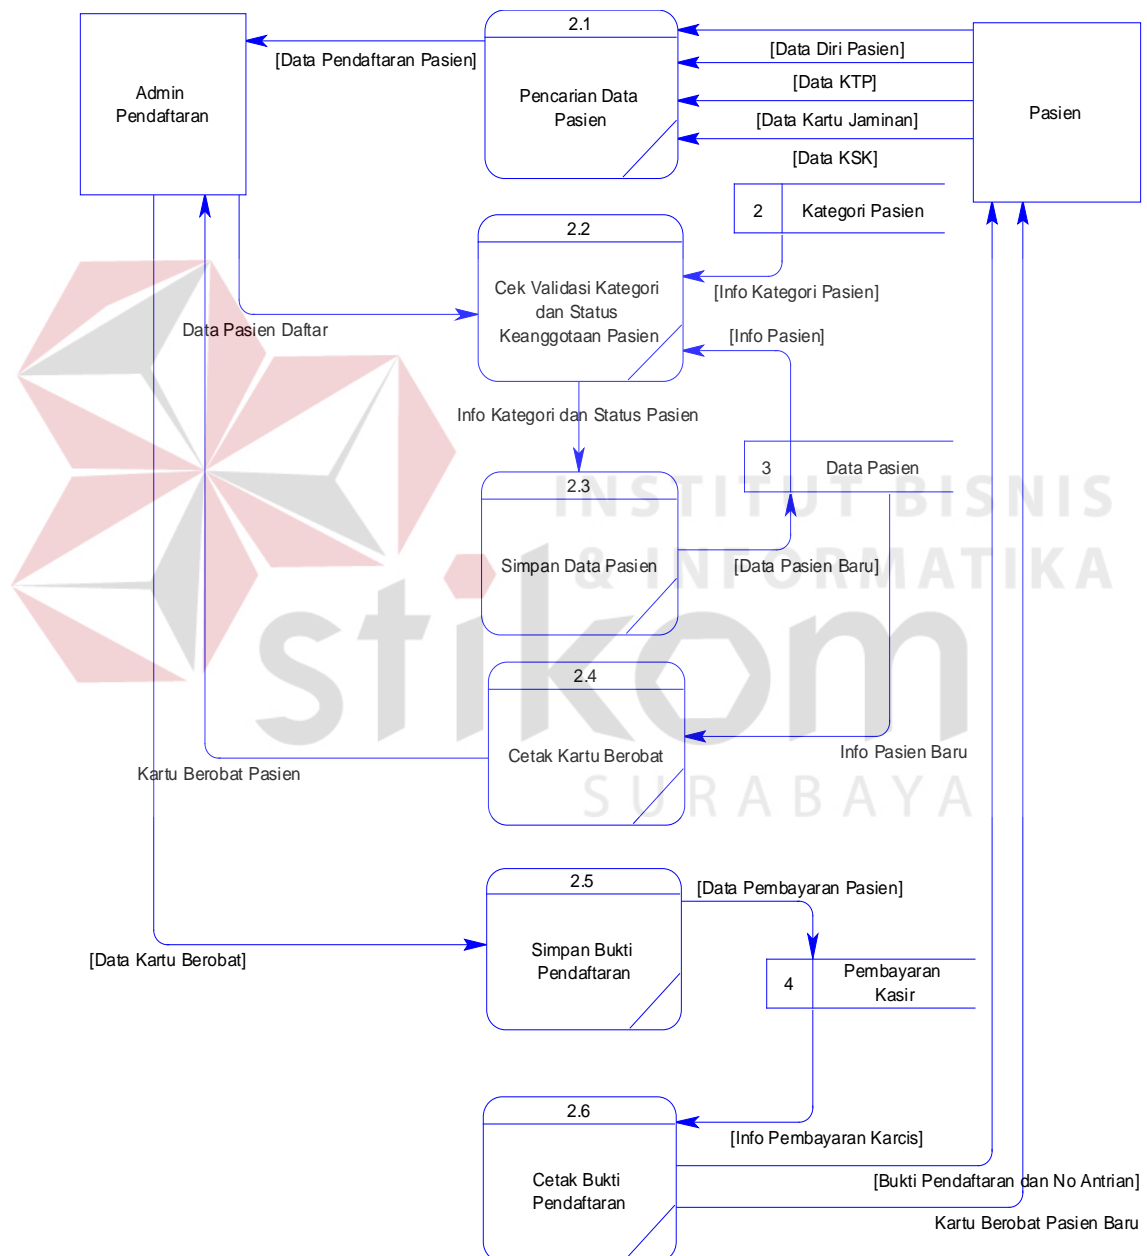 2.1
[Data Pendaftaran Pasien]
[Data Diri Pasien]
Admin
Pendaftaran
Pencarian Data
Pasien
[Data KTP]
Pasien
[Data Kartu Jaminan]
[Data KSK]
2
Kategori Pasien
2.2
Cek Validasi Kategori
dan Status
Keanggotaan Pasien
[Info Kategori Pasien]
Data Pasien Daftar
[Info Pasien]
Info Kategori dan Status Pasien
3
Data Pasien
2.3
INSTITUT BISNIS
& INFORMATIKA
Simpan Data Pasien
[Data Pasien Baru]
stikom
2.4
Cetak Kartu Berobat
Info Pasien Baru
Kartu Berobat Pasien
SURABAYA
2.5
[Data Pembayaran Pasien]
Simpan Bukti
Pendaftaran
[Data Kartu Berobat]
4
Pembayaran
Kasir
2.6
[Info Pembayaran Karcis]
Cetak Bukti
Pendaftaran
[Bukti Pendaftaran dan No Antrian]
Kartu Berobat Pasien Baru